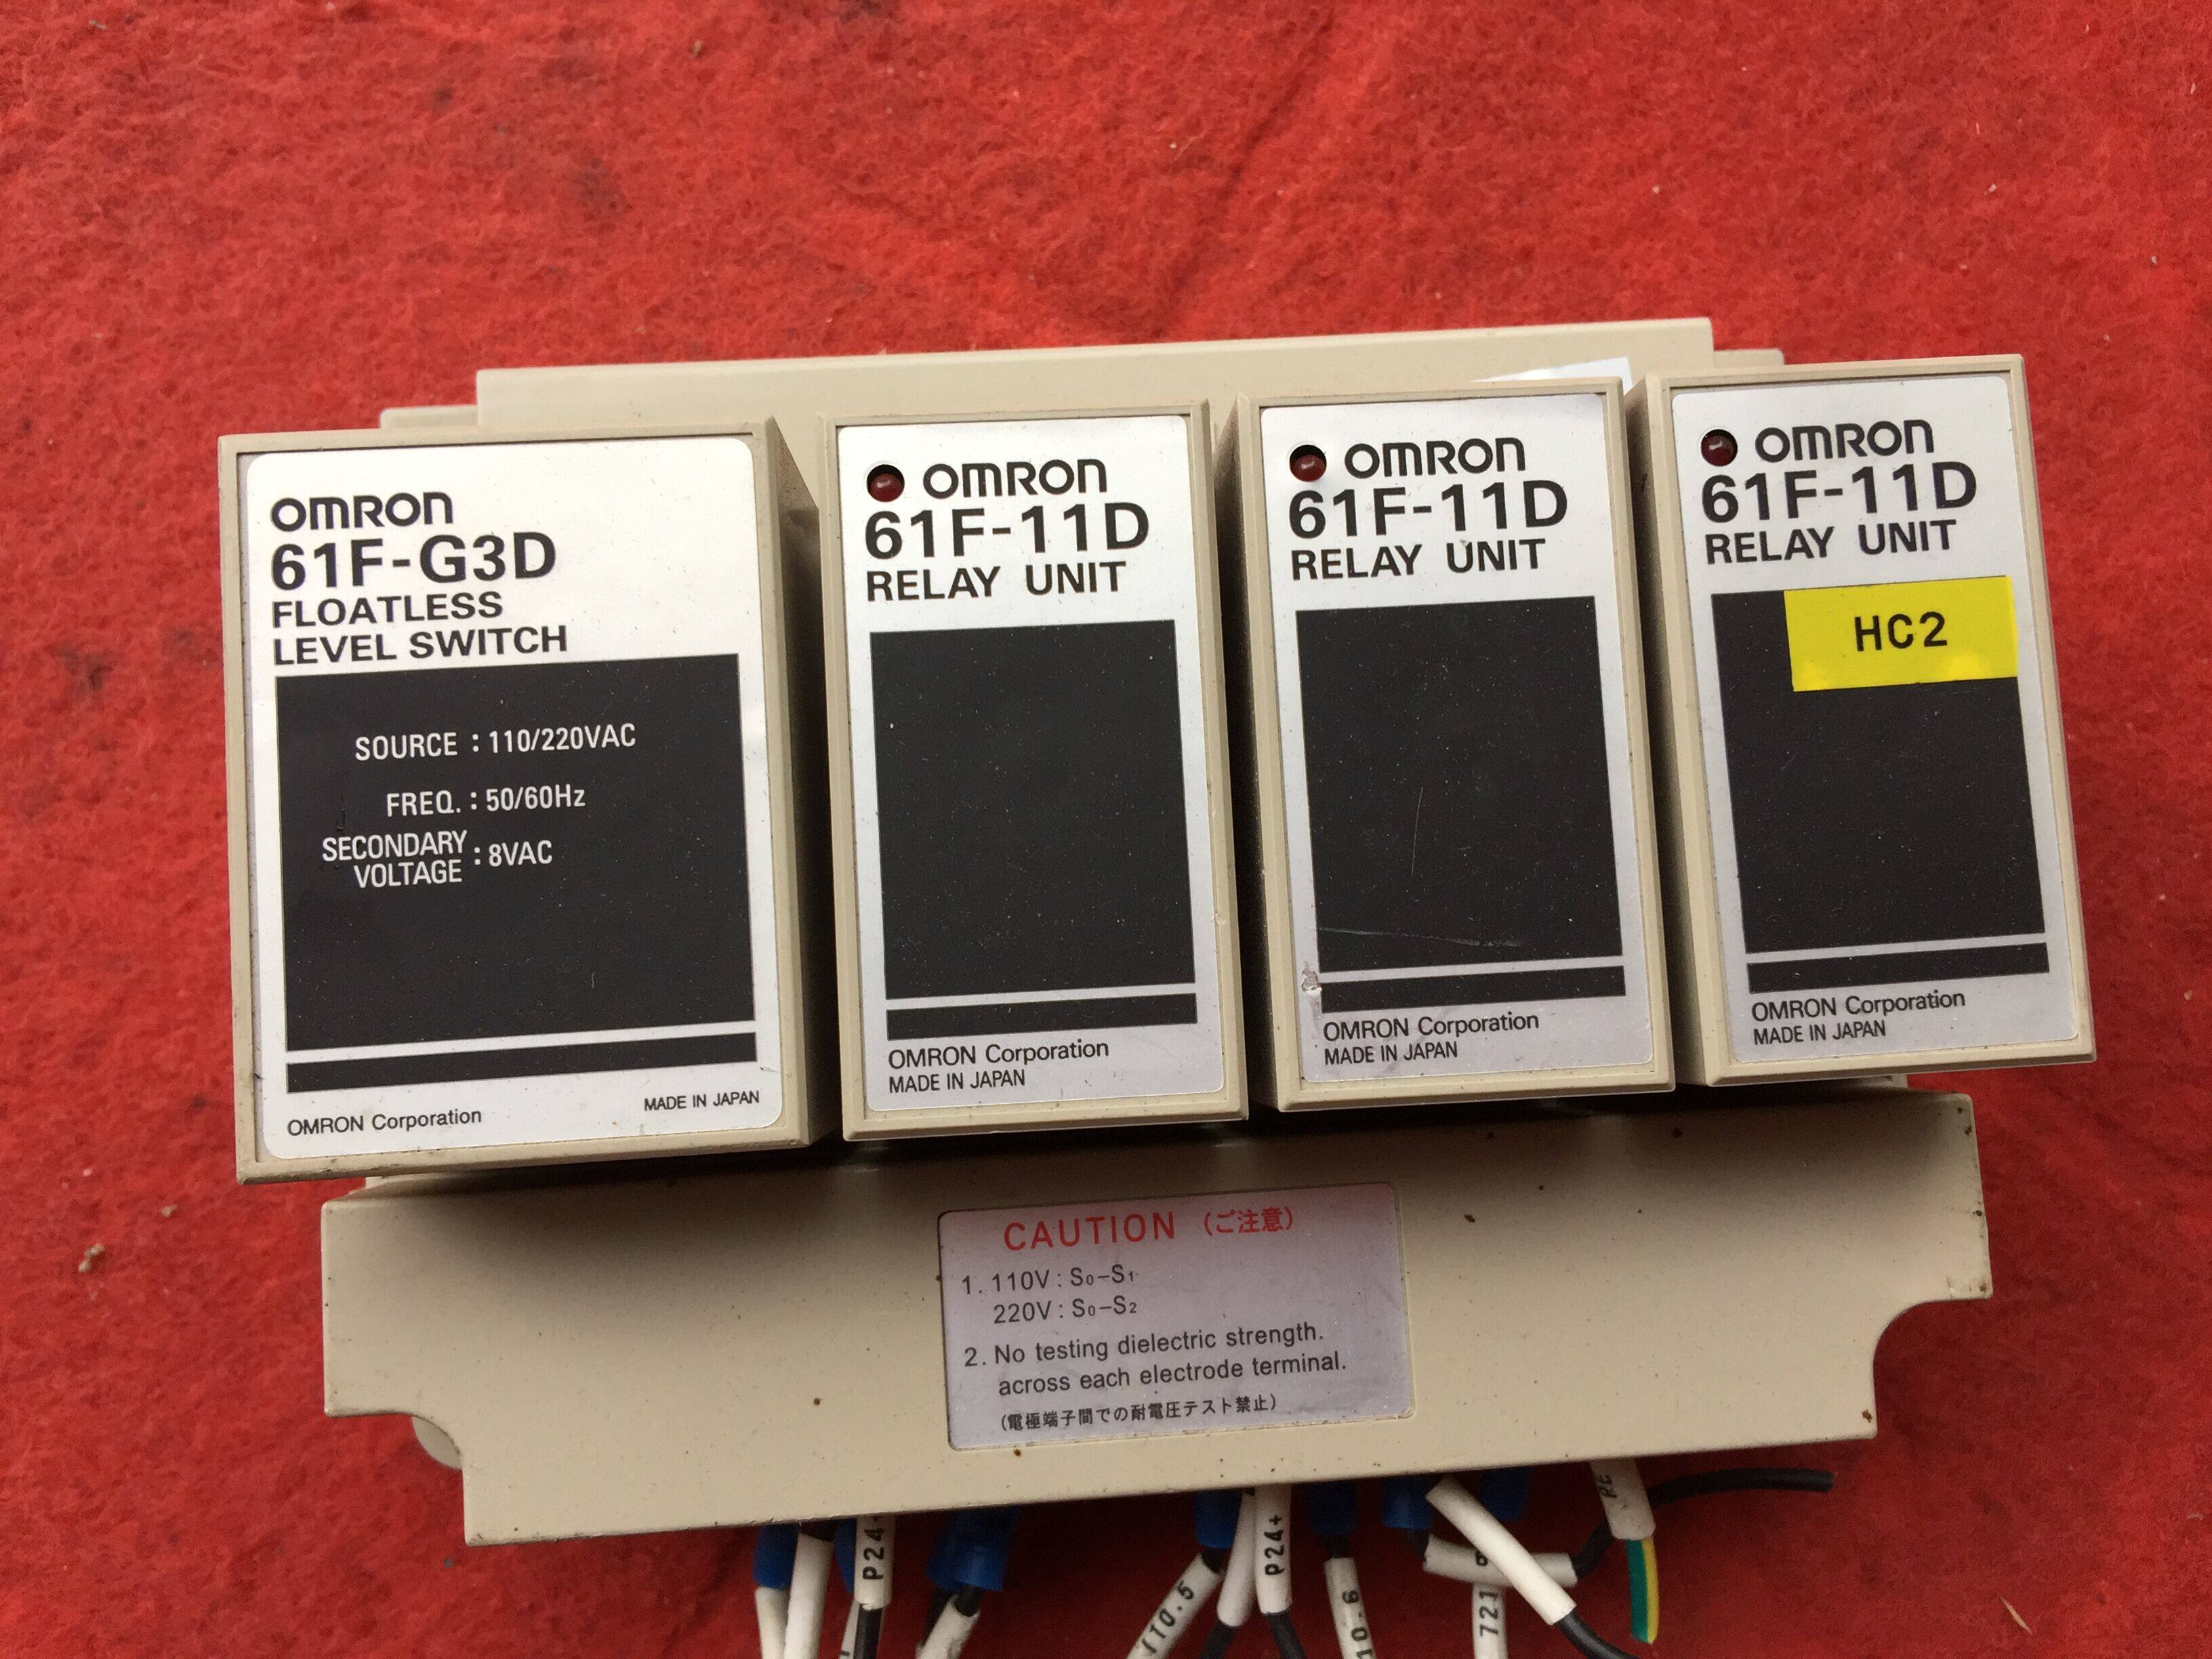 OMRON
61F-G3D
FLOATLESS
LEVEL SWITCH
SOURCE : 110/220VAC
FREQ. : 50/60Hz
SECONDARY
VOLTAGE : 8VAC
OMRON Corporation
MADE IN JAPAN
OMRON
61F-11D
RELAY UNIT
OMRON Corporation
MADE IN JAPAN
OMRON
61F-11D
RELAY UNIT
OMRON Corporation
MADE IN JAPAN
OMRON
61F-11D
RELAY UNIT
HC2
OMRON Corporation
MADE IN JAPAN
CAUTION (ご注意)
1. 110V : S₀-S₁
220V : S₀-S₂
2. No testing dielectric strength.
across each electrode terminal.
(電極端子間での耐電圧テスト禁止)
P24+
P24+